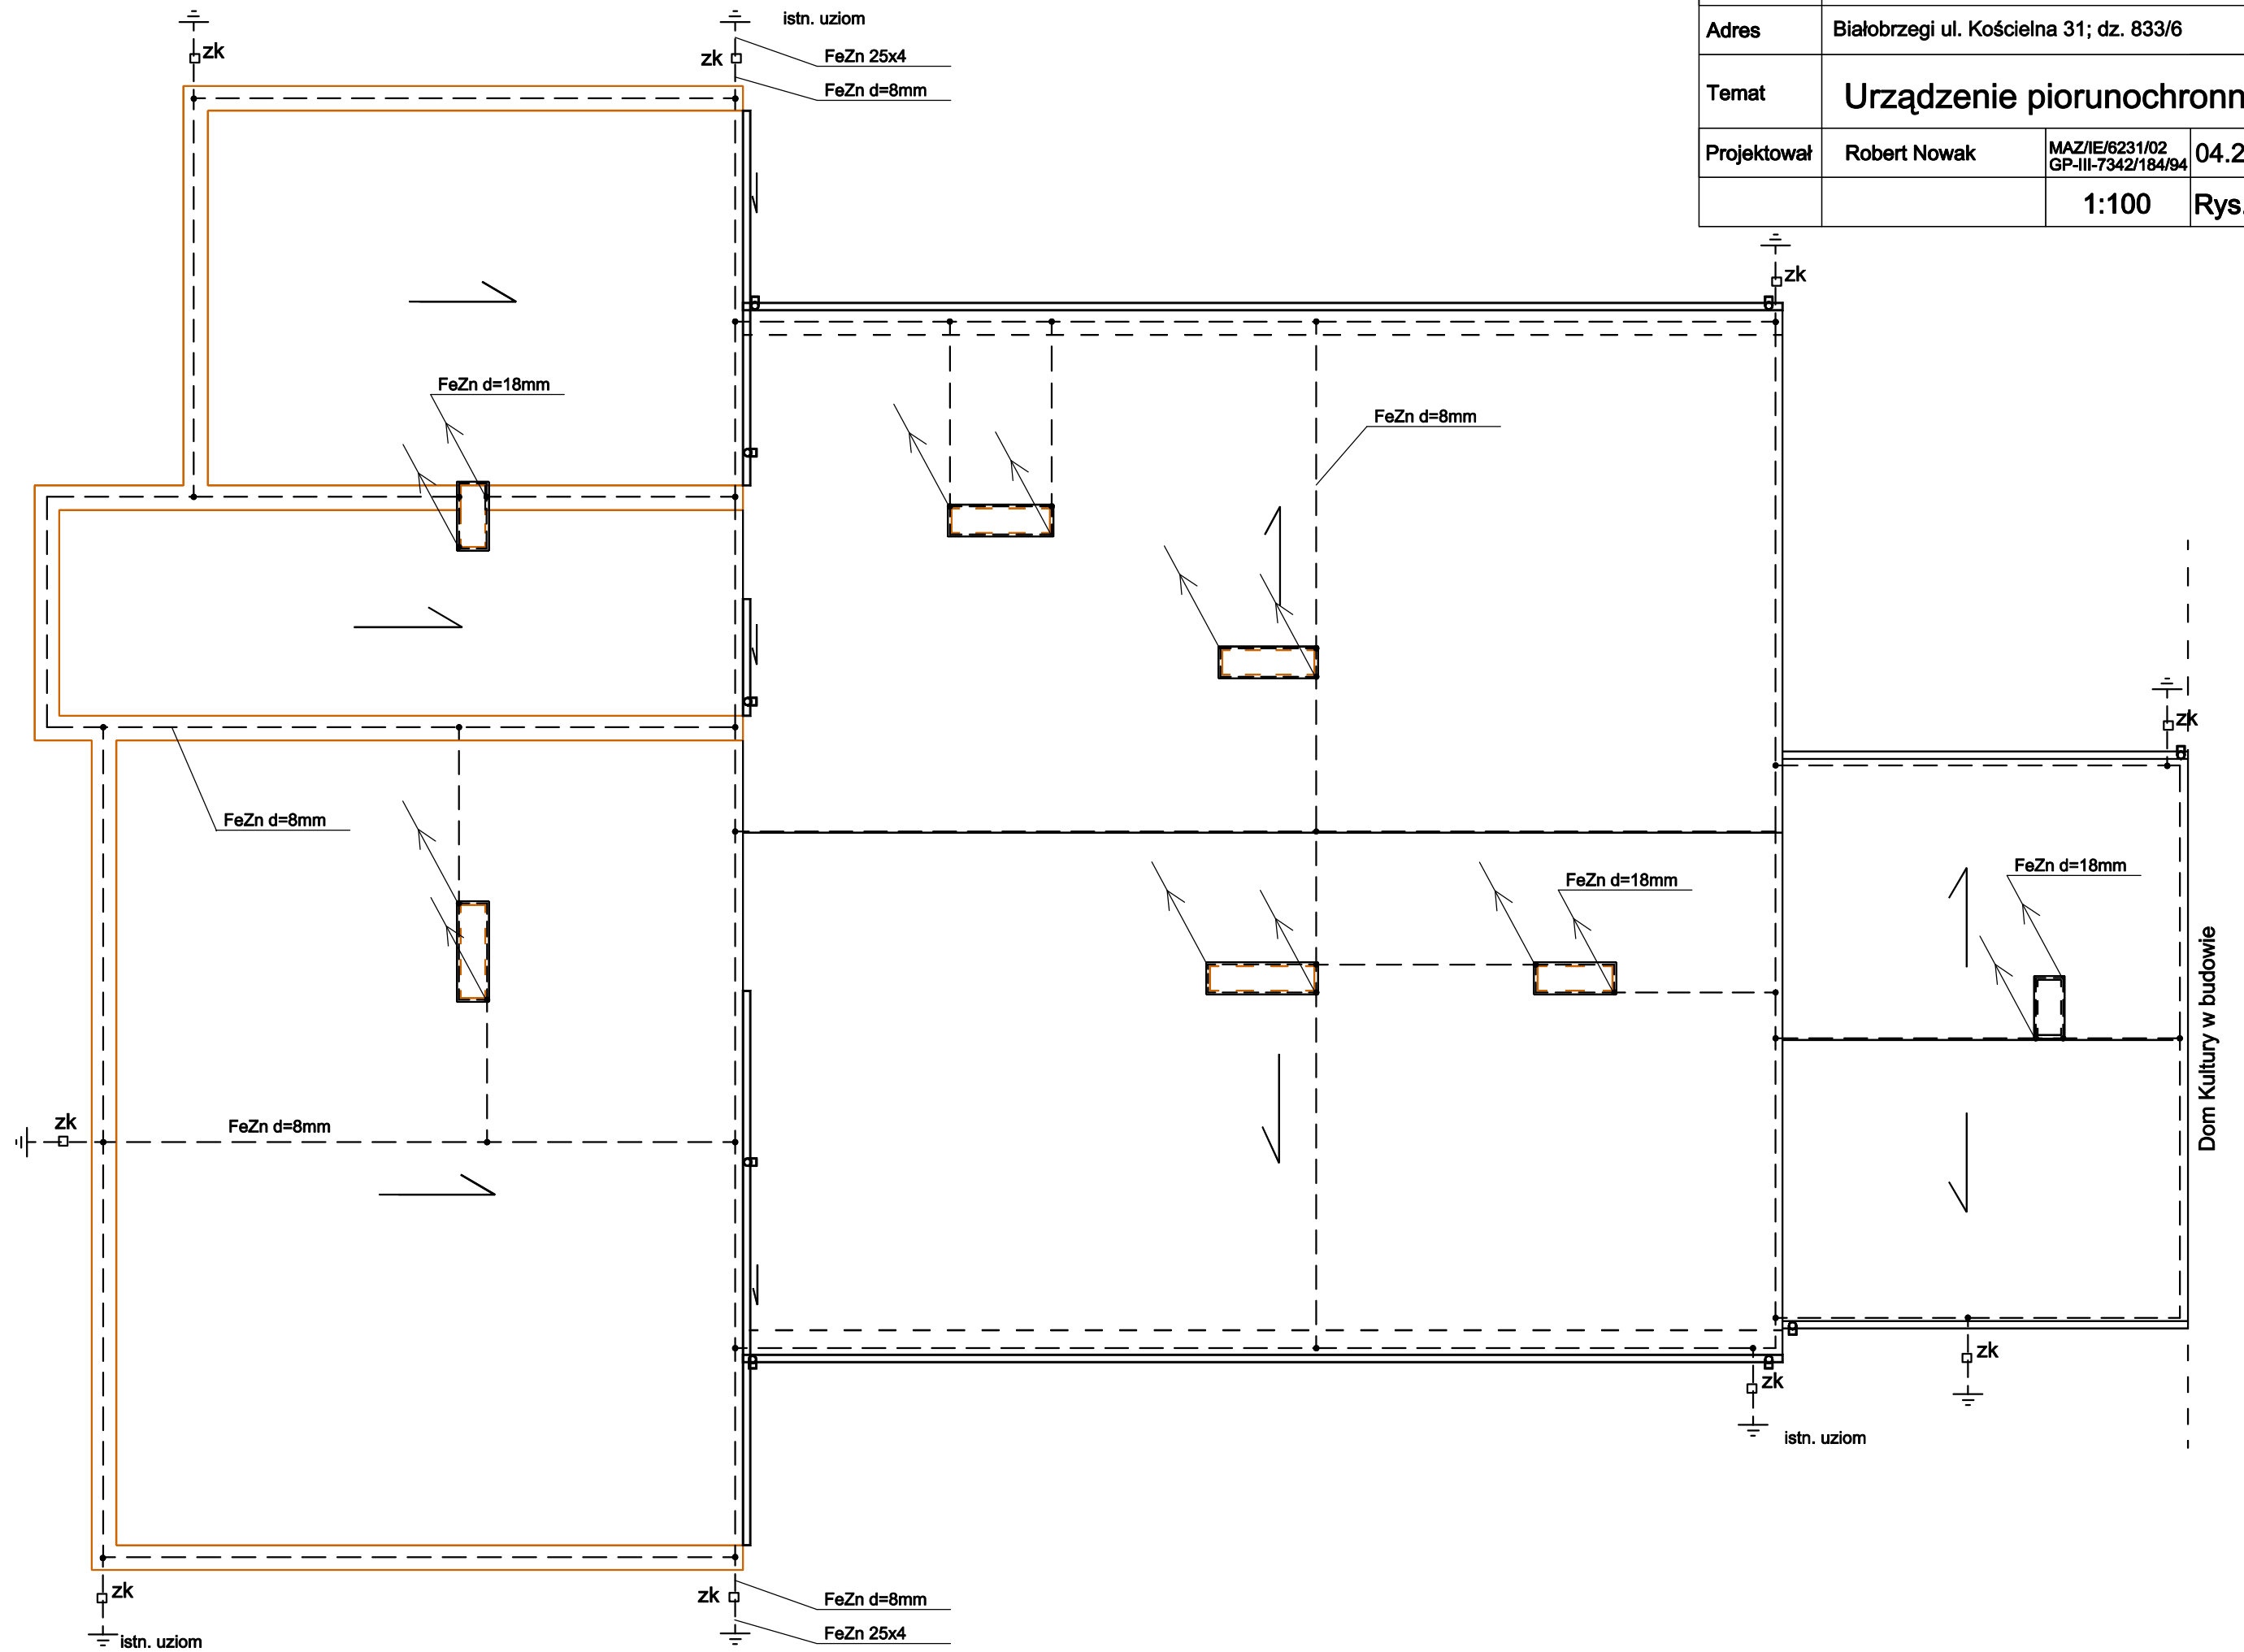 istn. uziom
zk
zk
FeZn 25x4
FeZn d=8mm
Adres
Białobrzegi ul. Kościelna 31; dz. 833/6
Temat
Urządzenie piorunochronn
Projektował
Robert Nowak
MAZ/IE/6231/02
GP-III-7342/184/94
04.2
1:100
Rys.
zk
FeZn d=18mm
FeZn d=8mm
zk
FeZn d=8mm
FeZn d=18mm
FeZn d=18mm
Dom Kultury w budowie
zk
FeZn d=8mm
zk
zk
istn. uziom
zk
zk
FeZn d=8mm
FeZn 25x4
istn. uziom